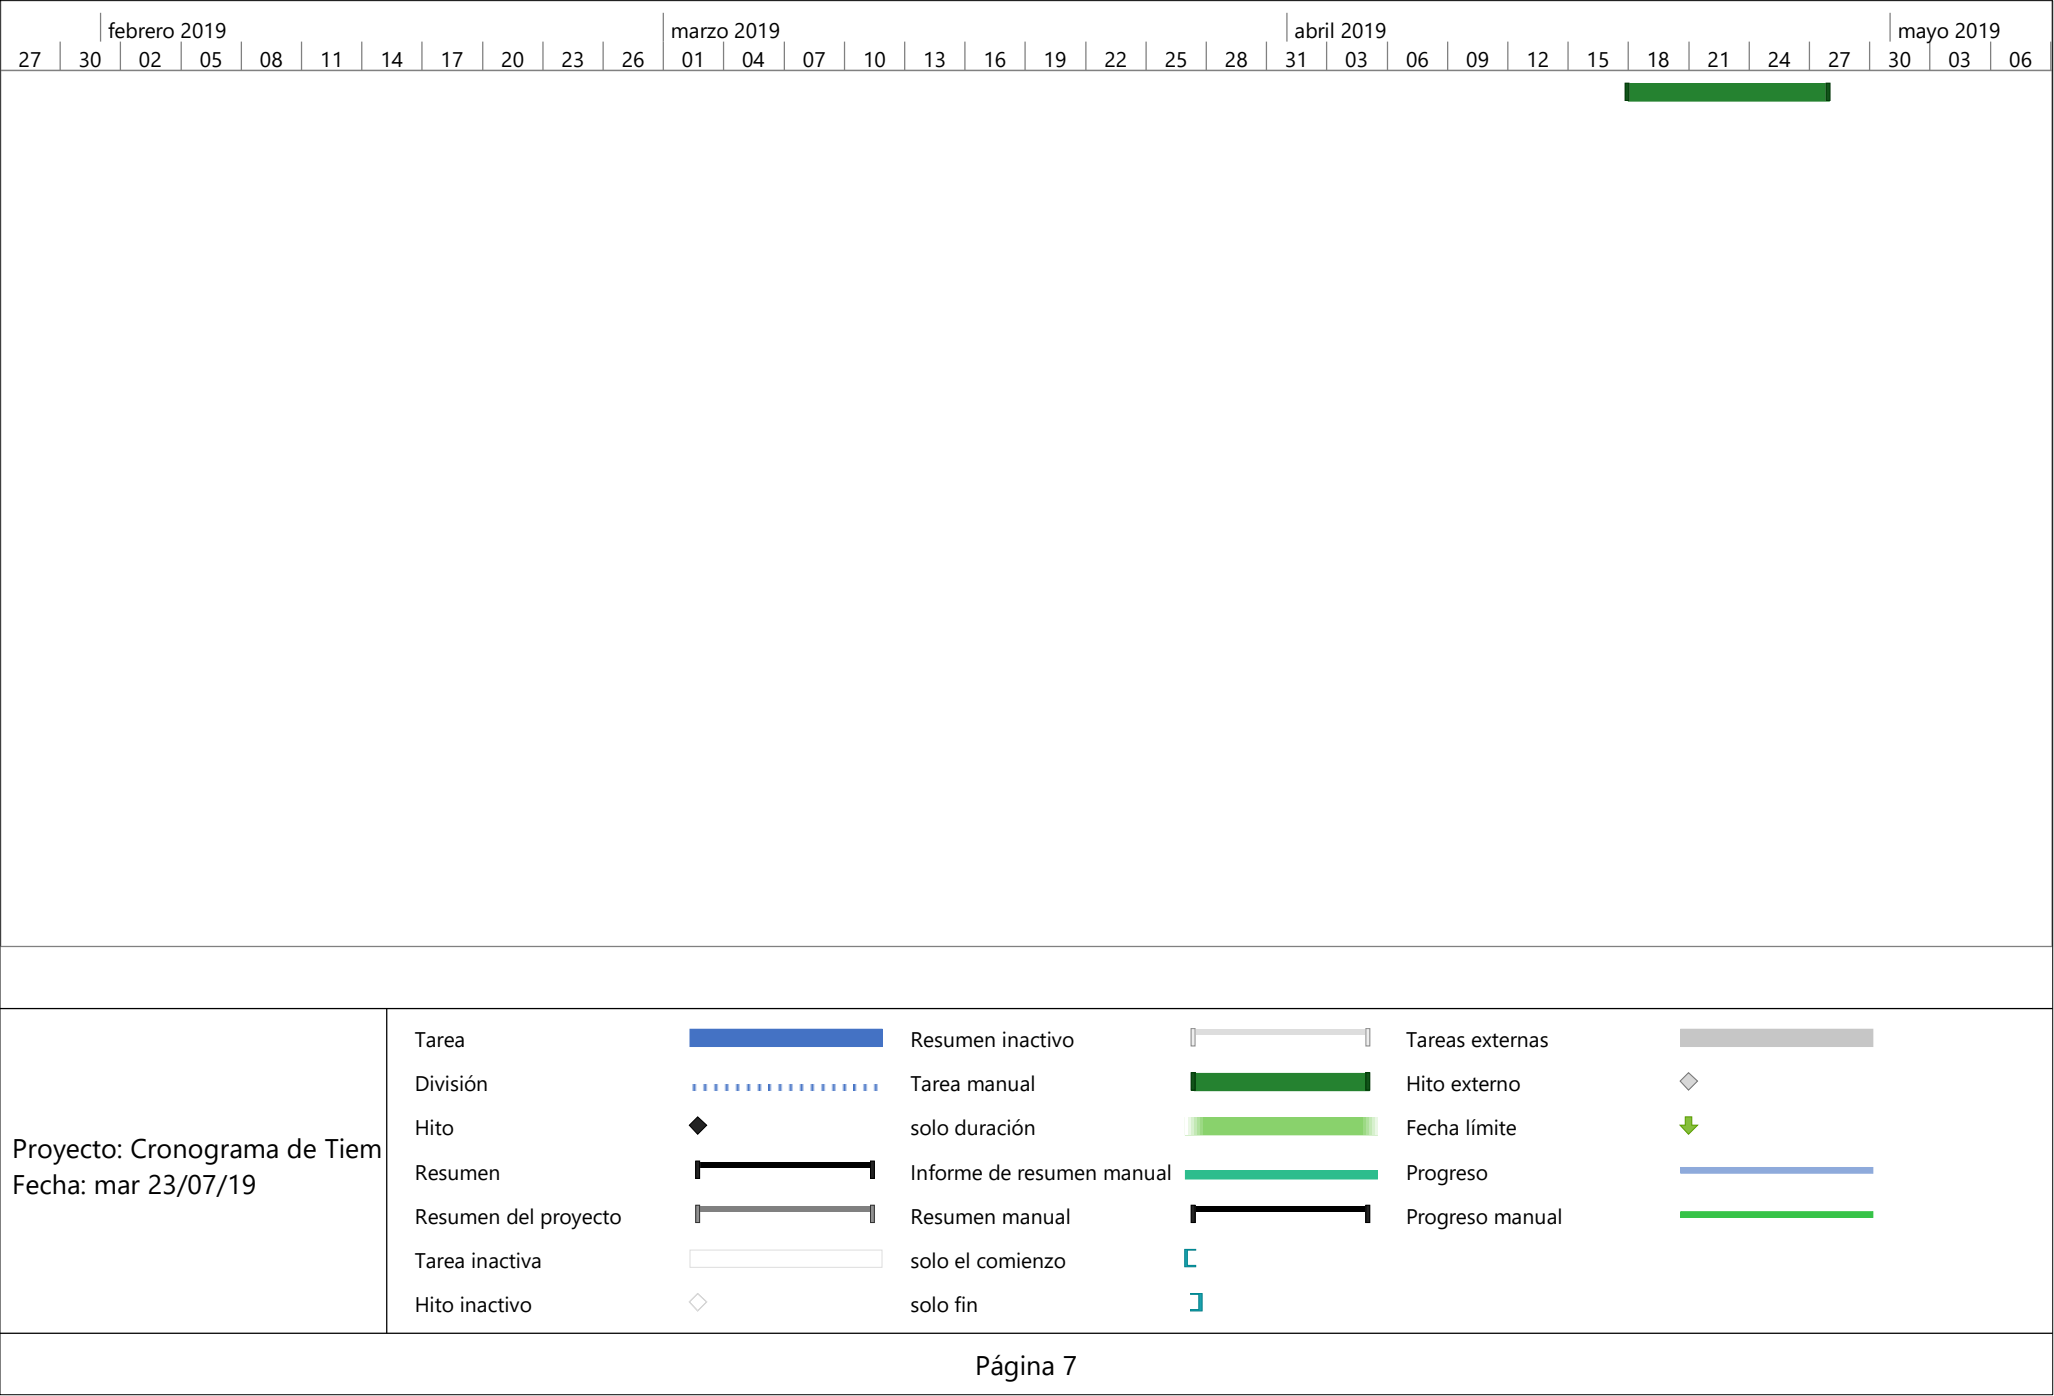 febrero 2019 marzo 2019 abril 2019 mayo 2019
27 30 02 05 08 11 14 17 20 23 26 01 04 07 10 13 16 19 22 25 28 31 03 06 09 12 15 18 21 24 27 30 03 06
Proyecto: Cronograma de Tiem
Fecha: mar 23/07/19
Tarea
División
Hito
Resumen
Resumen del proyecto
Tarea inactiva
Hito inactivo
Resumen inactivo
Tarea manual
solo duración
Informe de resumen manual
Resumen manual
solo el comienzo
solo fin
Tareas externas
Hito externo
Fecha límite
Progreso
Progreso manual
Página 7